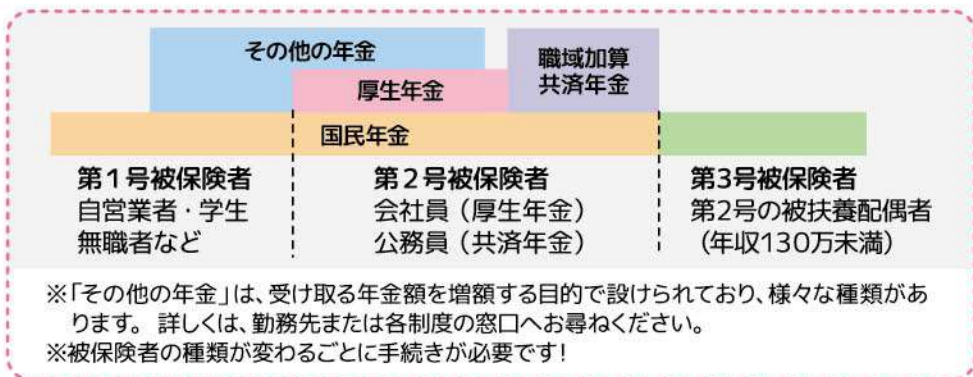 その他の年金
職域加算
共済年金
厚生年金
国民年金
第1号被保険者
自営業者・学生
無職者など
第2号被保険者
会社員（厚生年金）
公務員（共済年金）
第3号被保険者
第2号の被扶養配偶者
（年収130万未満）
※「その他の年金」は、受け取る年金額を増額する目的で設けられており、様々な種類があ
ります。 詳しくは、勤務先または各制度の窓口へお尋ねください。
※被保険者の種類が変わるごとに手続きが必要です！